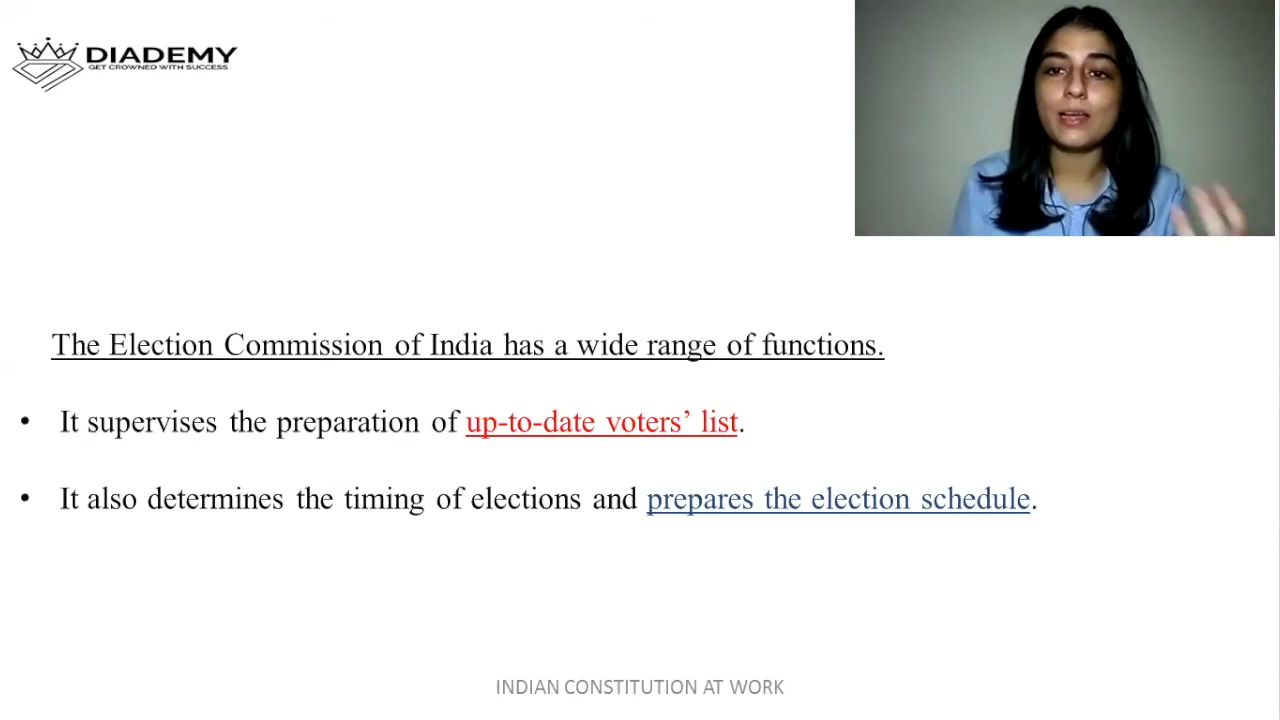 DIADEMY
GET CROWNED WITH SUCCESS
The Election Commission of India has a wide range of functions.
• It supervises the preparation of up-to-date voters’ list.
• It also determines the timing of elections and prepares the election schedule.
INDIAN CONSTITUTION AT WORK